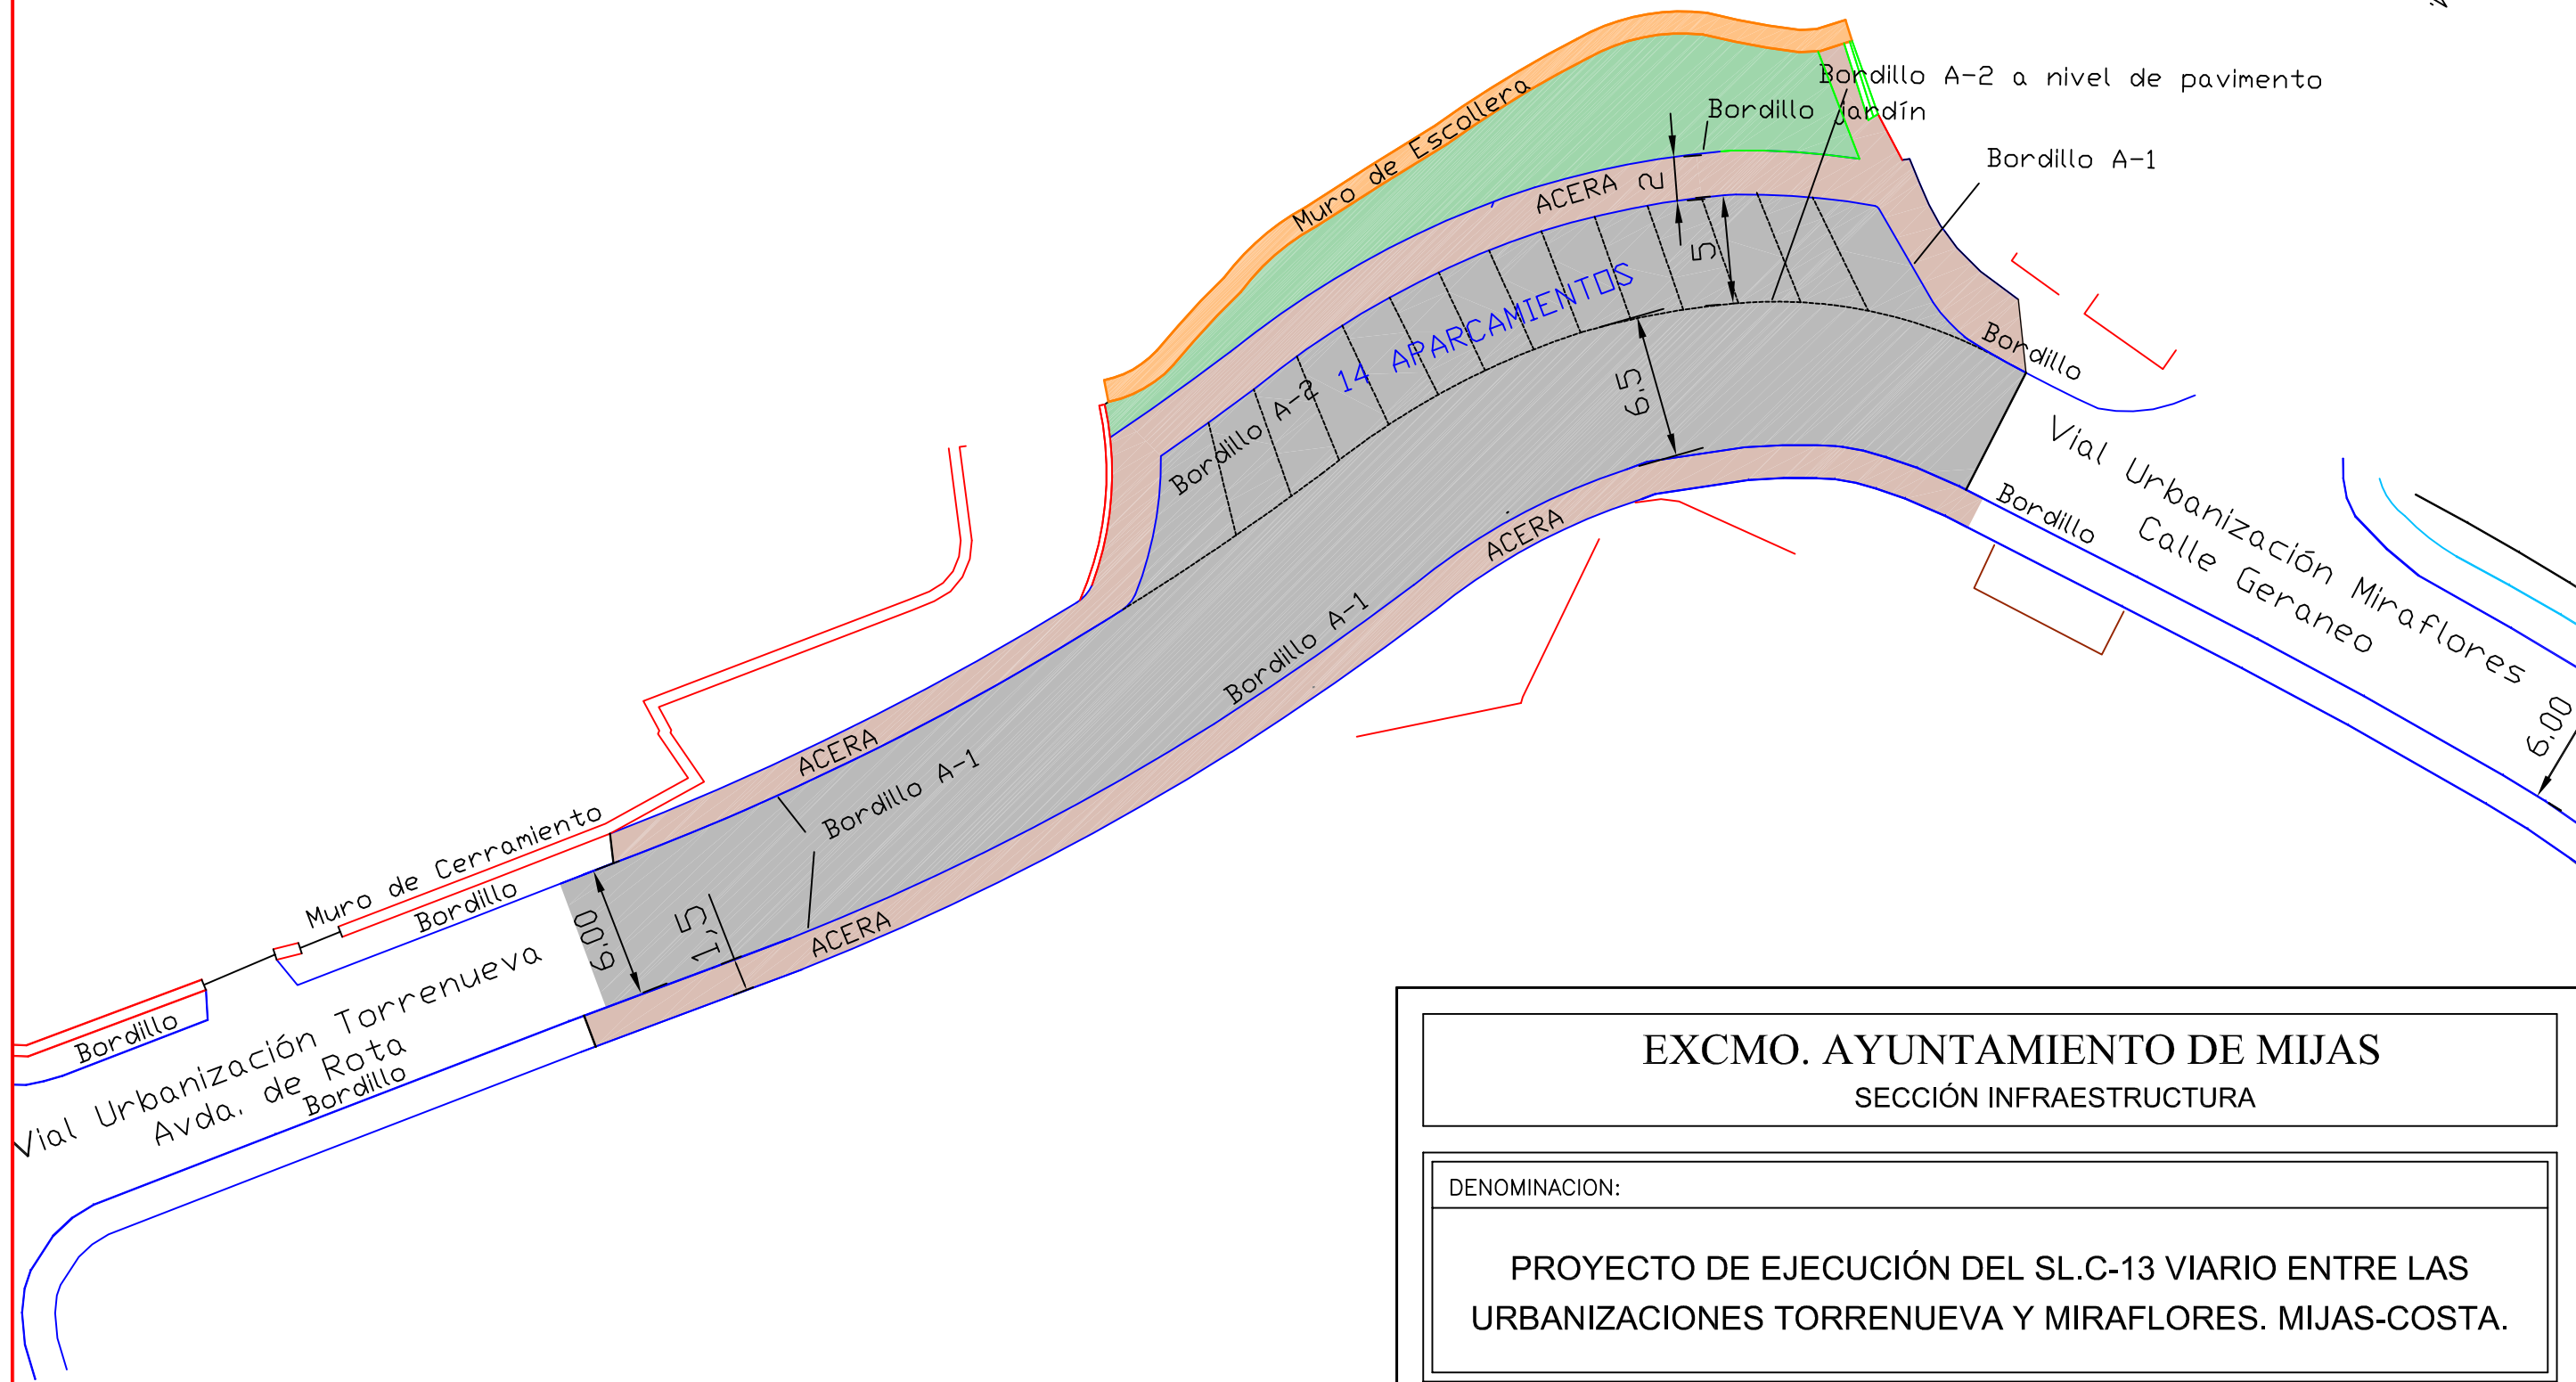 Muro de Escollera
Bordillo A-2 a nivel de pavimento
Bordillo jardín
Bordillo A-1
ACERA
2
5
14 APARCAMIENTOS
Bordillo A-2
6.5
Bordillo
ACERA
Bordillo A-1
Bordillo
Vial Urbanización Miraflores
Calle Geraneo
6.00
ACERA
Bordillo A-1
Muro de Cerramiento
Bordillo
6.00
1.5
ACERA
Bordillo
Vial Urbanización Torrenueva
Avda. de Rota
Bordillo
EXCMO. AYUNTAMIENTO DE MIJAS
SECCIÓN INFRAESTRUCTURA
DENOMINACION:
PROYECTO DE EJECUCIÓN DEL SL.C-13 VIARIO ENTRE LAS
URBANIZACIONES TORRENUEVA Y MIRAFLORES. MIJAS-COSTA.